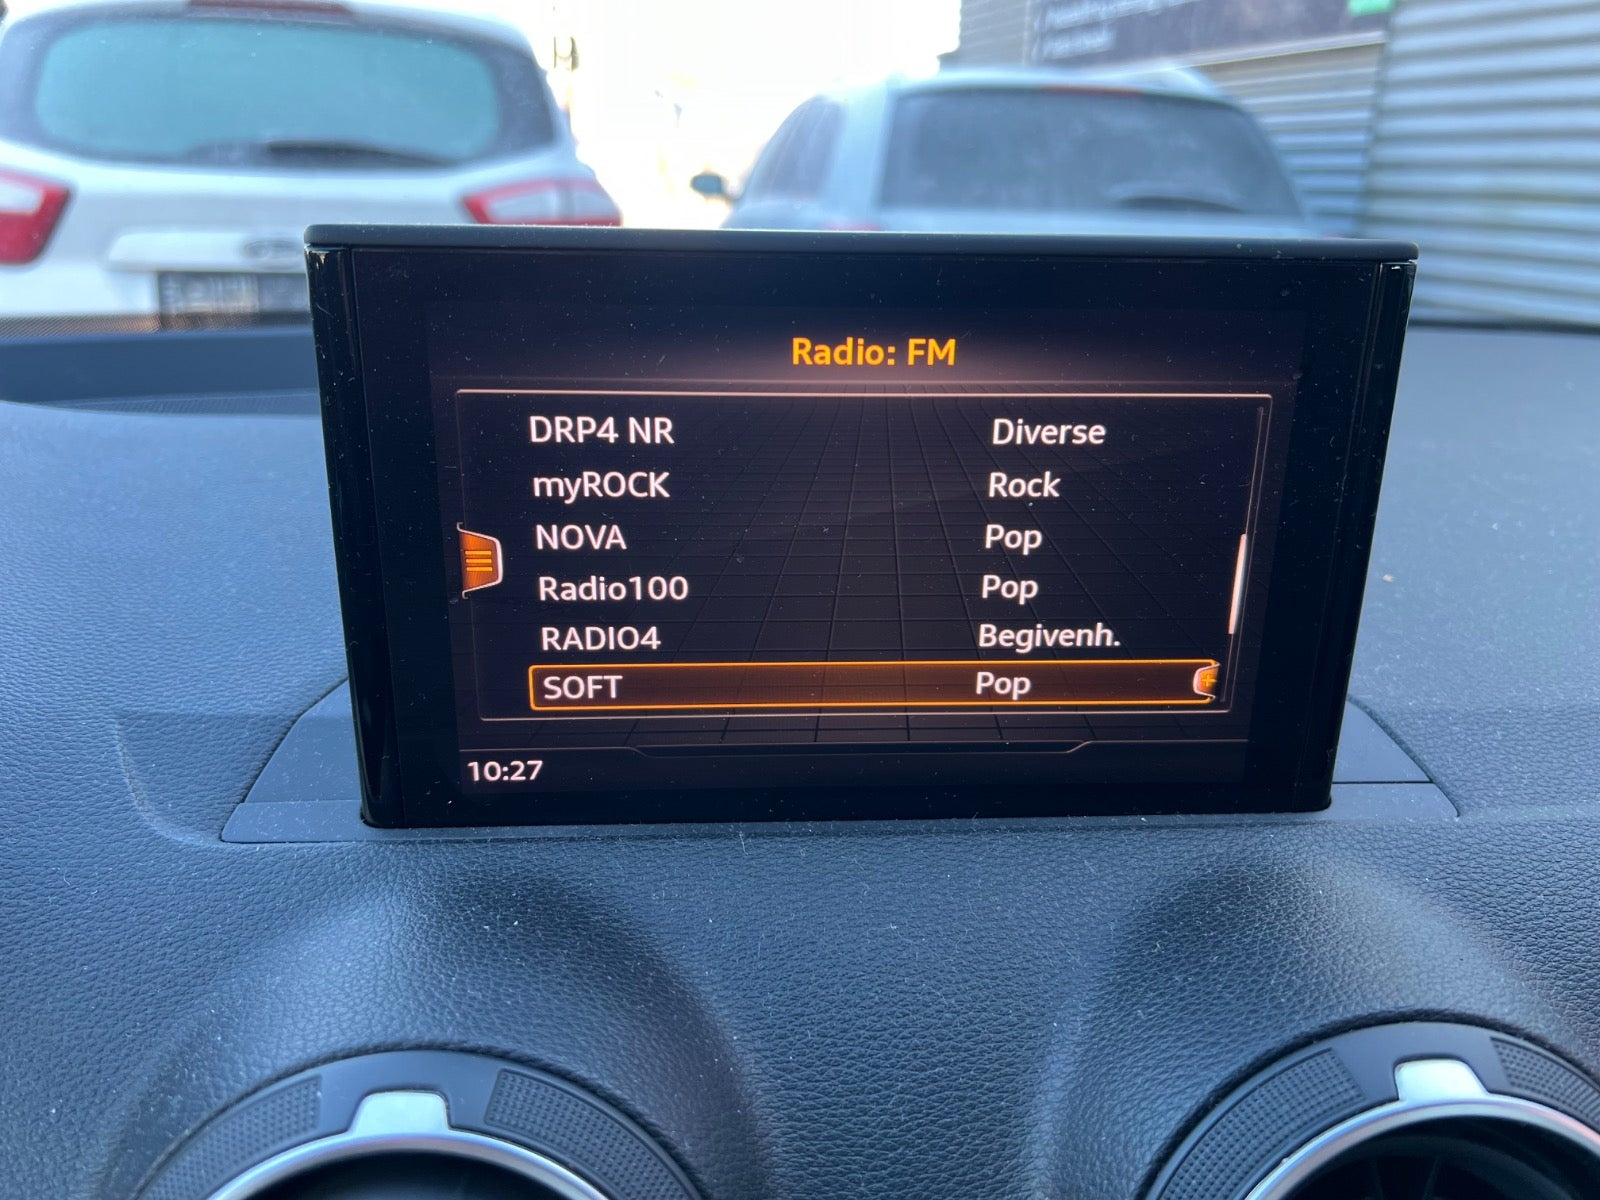 Radio: FM
DRP4 NR Diverse
myROCK Rock
NOVA Pop
Radio100 Pop
RADIO4 Begivenh.
SOFT Pop
10:27